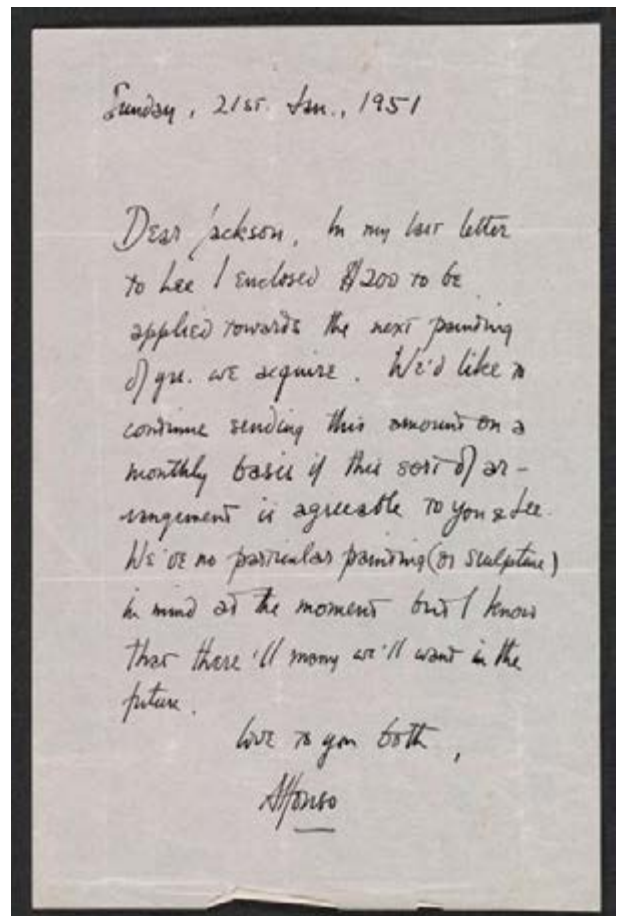 Sunday, 21st. Jan., 1951
Dear Jackson, In my last letter
to Lee I enclosed $200 to be
applied towards the next painting
of yrs. we acquire. We'd like to
continue sending this amount on a
monthly basis if this sort of ar-
rangement is agreeable to you & Lee.
We've no particular painting (or sculpture)
in mind at the moment but I know
that there'll many we'll want in the
future.
Love to you both,
Alfonso